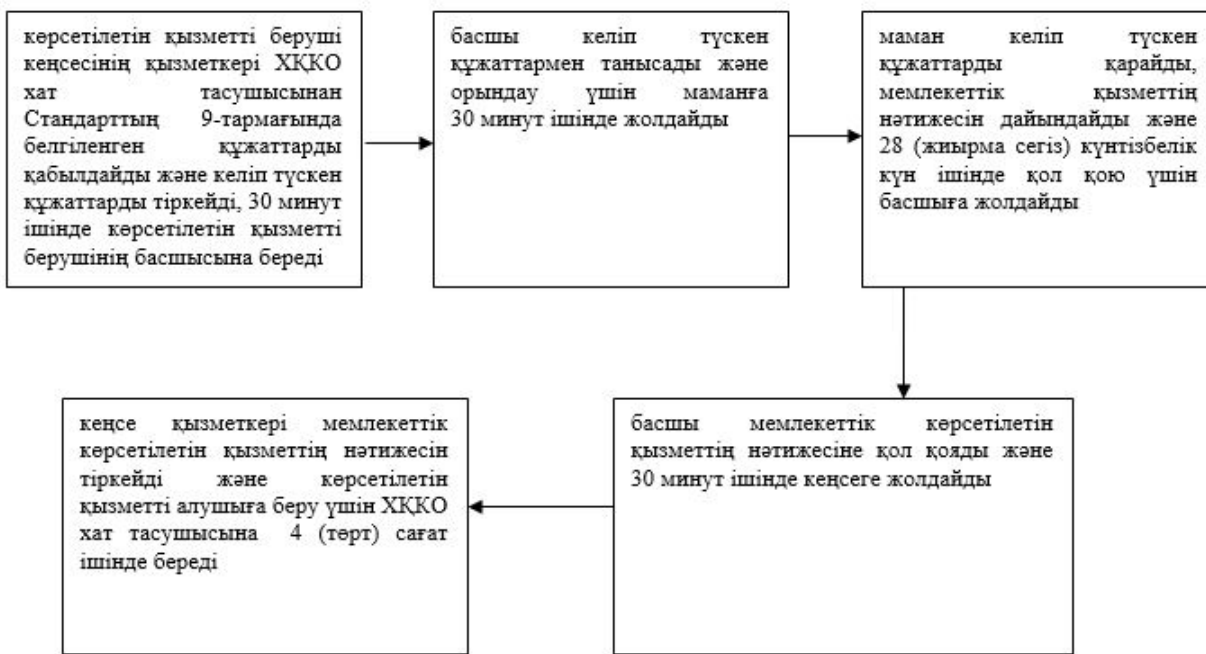 көрсетілетін қызметті беруші
кеңсесінің қызметкері ХҚКО
хат тасушысынан
Стандарттың 9-тармағында
белгіленген құжаттарды
қабылдайды және келіп түскен
құжаттарды тіркейді, 30 минут
ішінде көрсетілетін қызметті
берушінің басшысына береді
басшы келіп түскен
құжаттармен танысады және
орындау үшін маманға
30 минут ішінде жолдайды
маман келіп түскен
құжаттарды қарайды,
мемлекеттік қызметтің
нәтижесін дайындайды және
28 (жиырма сегіз) күнтізбелік
күн ішінде қол қою үшін
басшыға жолдайды
кеңсе қызметкері мемлекеттік
көрсетілетін қызметтің нәтижесін
тіркейді және көрсетілетін
қызметті алушыға беру үшін ХҚКО
хат тасушысына 4 (төрт) сағат
ішінде береді
басшы мемлекеттік көрсетілетін
қызметтің нәтижесіне қол қояды және
30 минут ішінде кеңсеге жолдайды